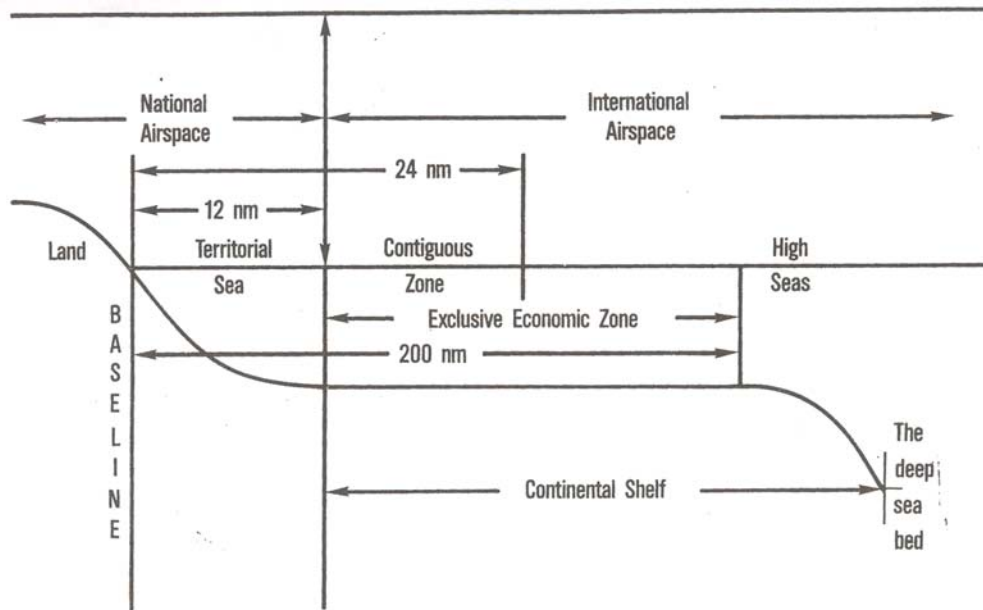 National
Airspace
International
Airspace
24 nm
12 nm
Land
Territorial
Sea
Contiguous
Zone
High
Seas
BASELINE
Exclusive Economic Zone
200 nm
Continental Shelf
The
deep
sea
bed